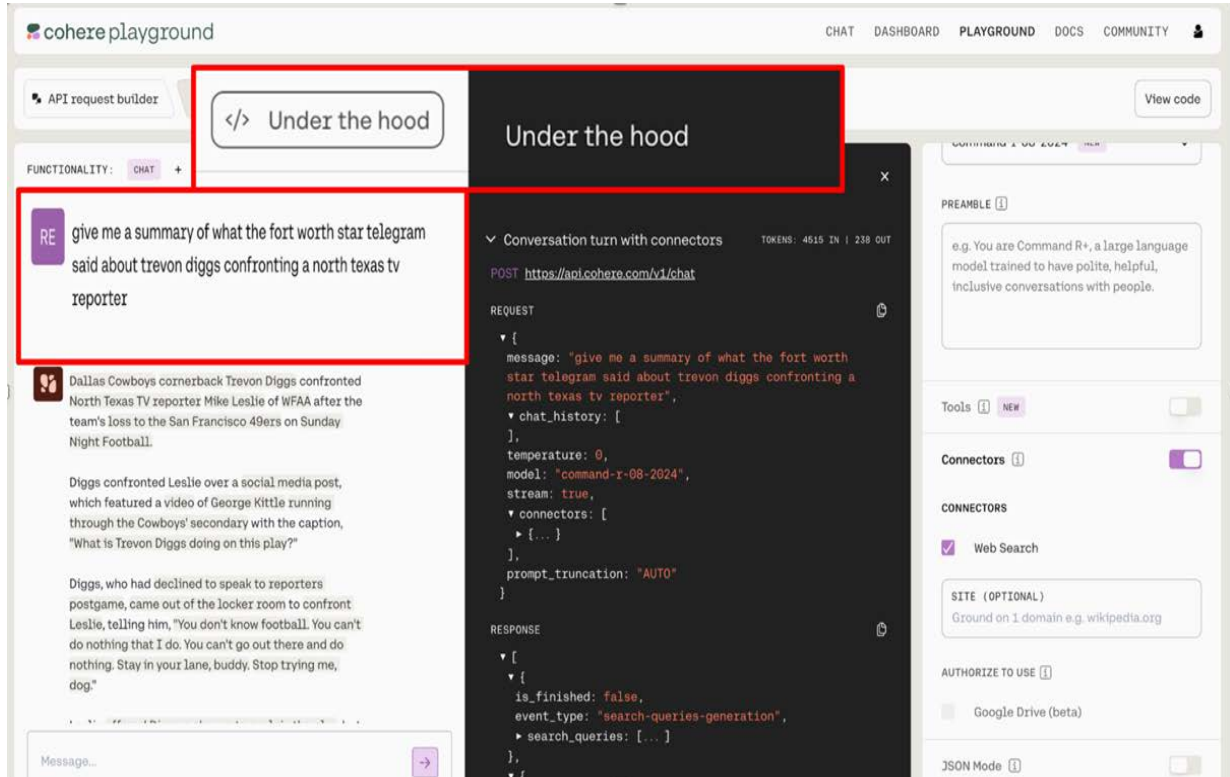 cohere playground
CHAT DASHBOARD PLAYGROUND DOCS COMMUNITY
API request builder
</> Under the hood
Under the hood
View code
FUNCTIONALITY: CHAT +
RE
give me a summary of what the fort worth star telegram
said about trevon diggs confronting a north texas tv
reporter
Dallas Cowboys cornerback Trevon Diggs confronted
North Texas TV reporter Mike Leslie of WFAA after the
team's loss to the San Francisco 49ers on Sunday
Night Football.
Diggs confronted Leslie over a social media post,
which featured a video of George Kittle running
through the Cowboys' secondary with the caption,
"What is Trevon Diggs doing on this play?"
Diggs, who had declined to speak to reporters
postgame, came out of the locker room to confront
Leslie, telling him, "You don't know football. You can't
do nothing that I do. You can't go out there and do
nothing. Stay in your lane, buddy. Stop trying me,
dog."
Message...
Conversation turn with connectors TOKENS: 4515 IN | 238 OUT
POST https://api.cohere.com/v1/chat
REQUEST
▼ {
message: "give me a summary of what the fort worth
star telegram said about trevon diggs confronting a
north texas tv reporter",
▼ chat_history: [
],
temperature: 0,
model: "command-r-08-2024",
stream: true,
▼ connectors: [
▶ {... }
],
prompt_truncation: "AUTO"
}
RESPONSE
▼ [
▼ {
is_finished: false,
event_type: "search-queries-generation",
▶ search_queries: [... ]
},
▼ {
Command-r-08-2024 NEW
PREAMBLE
e.g. You are Command R+, a large language
model trained to have polite, helpful,
inclusive conversations with people.
Tools NEW
Connectors
CONNECTORS
Web Search
SITE (OPTIONAL)
Ground on 1 domain e.g. wikipedia.org
AUTHORIZE TO USE
Google Drive (beta)
JSON Mode